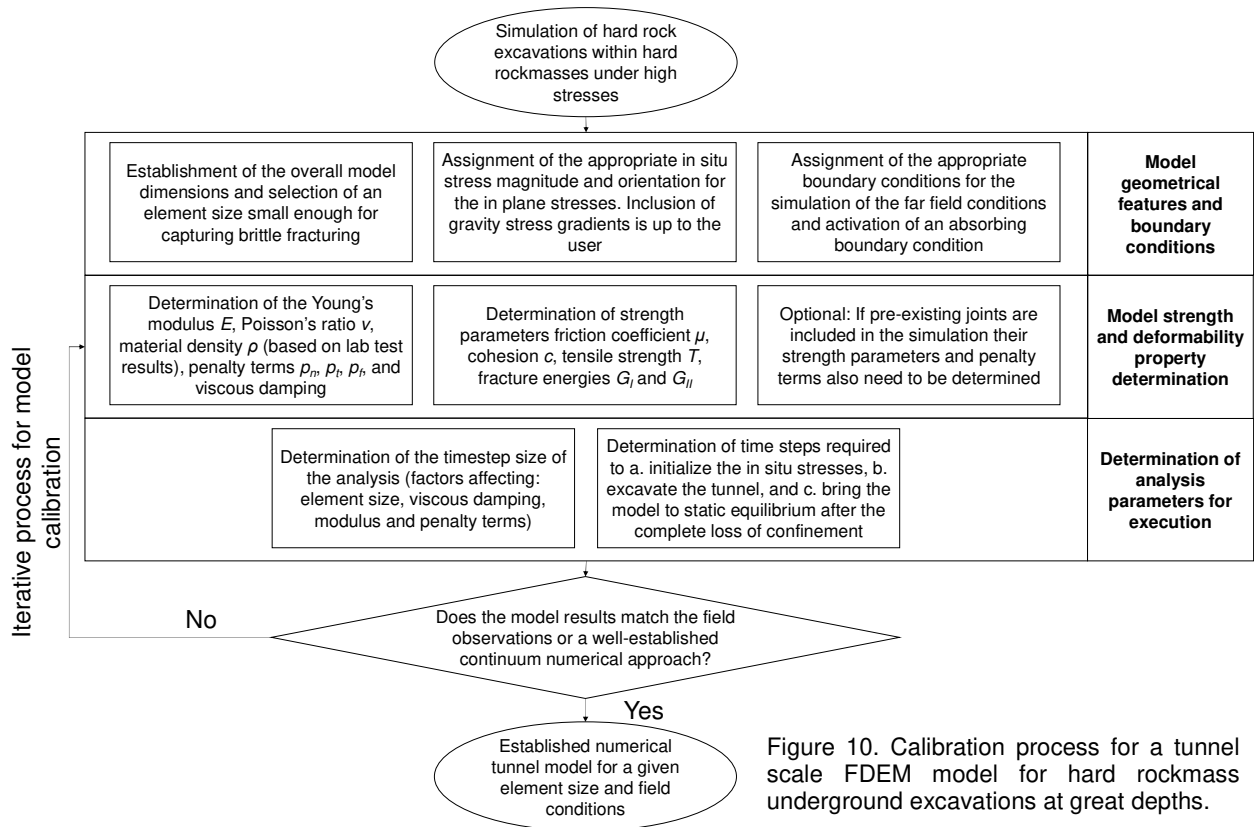 Simulation of hard rock
excavations within hard
rockmasses under high
stresses
Establishment of the overall model
dimensions and selection of an
element size small enough for
capturing brittle fracturing
Assignment of the appropriate in situ
stress magnitude and orientation for
the in plane stresses. Inclusion of
gravity stress gradients is up to the
user
Assignment of the appropriate
boundary conditions for the
simulation of the far field conditions
and activation of an absorbing
boundary condition
Model
geometrical
features and
boundary
conditions
Determination of the Young's
modulus E, Poisson's ratio ν,
material density ρ (based on lab test
results), penalty terms pn, pt, pf, and
viscous damping
Determination of strength
parameters friction coefficient μ,
cohesion c, tensile strength T,
fracture energies GI and GII
Optional: If pre-existing joints are
included in the simulation their
strength parameters and penalty
terms also need to be determined
Model strength
and deformability
property
determination
Determination of the timestep size of
the analysis (factors affecting:
element size, viscous damping,
modulus and penalty terms)
Determination of time steps required
to a. initialize the in situ stresses, b.
excavate the tunnel, and c. bring the
model to static equilibrium after the
complete loss of confinement
Determination of
analysis
parameters for
execution
Iterative process for model
calibration
Does the model results match the field
observations or a well-established
continuum numerical approach?
No
Yes
Established numerical
tunnel model for a given
element size and field
conditions
Figure 10. Calibration process for a tunnel
scale FDEM model for hard rockmass
underground excavations at great depths.